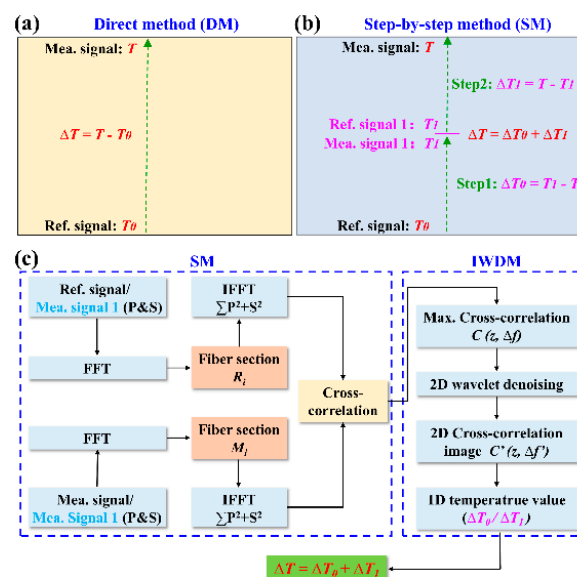 (a) Direct method (DM)
Mea. signal: T
ΔT = T - T₀
Ref. signal: T₀
(b) Step-by-step method (SM)
Mea. signal: T
Step2: ΔT₁ = T - T₁
Ref. signal 1: T₁
Mea. signal 1: T₁
ΔT = ΔT₀ + ΔT₁
Step1: ΔT₀ = T₁ - T
Ref. signal: T₀
(c)
SM
Ref. signal/
Mea. signal 1 (P&S)
FFT
Fiber section
Rᵢ
IFFT
∑P²+S²
Cross-
correlation
FFT
Fiber section
Mᵢ
Mea. signal/
Mea. Signal 1 (P&S)
IFFT
∑P²+S²
IWDM
Max. Cross-correlation
C (z, Δf)
2D wavelet denoising
2D Cross-correlation
image C’ (z, Δf’)
1D temperatrue value
(ΔT₀ / ΔT₁)
ΔT = ΔT₀ + ΔT₁